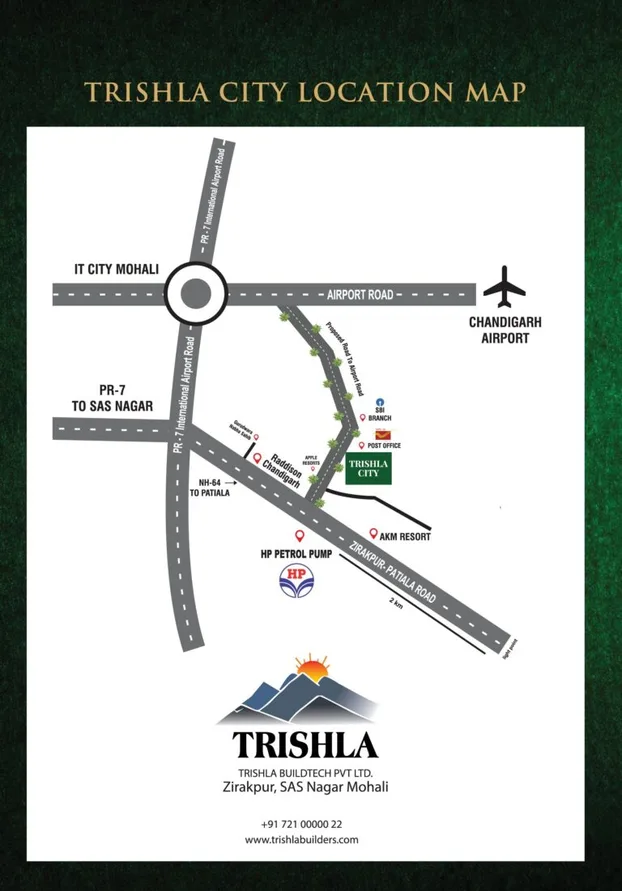 TRISHLA CITY LOCATION MAP
PR - 7 International Airport Road
IT CITY MOHALI
AIRPORT ROAD
CHANDIGARH
AIRPORT
Proposed Road To Airport Road
PR - 7 International Airport Road
PR-7
TO SAS NAGAR
SBI
BRANCH
POST OFFICE
Gurudwara
Nabha Sahib
Raddison
Chandigarh
APPLE
RESORTS
TRISHLA
CITY
NH-64
TO PATIALA
AKM RESORT
HP PETROL PUMP
HP
ZIRAKPUR- PATIALA ROAD
2 km
light point
TRISHLA
TRISHLA BUILDTECH PVT LTD.
Zirakpur, SAS Nagar Mohali
+91 721 00000 22
www.trishlabuilders.com